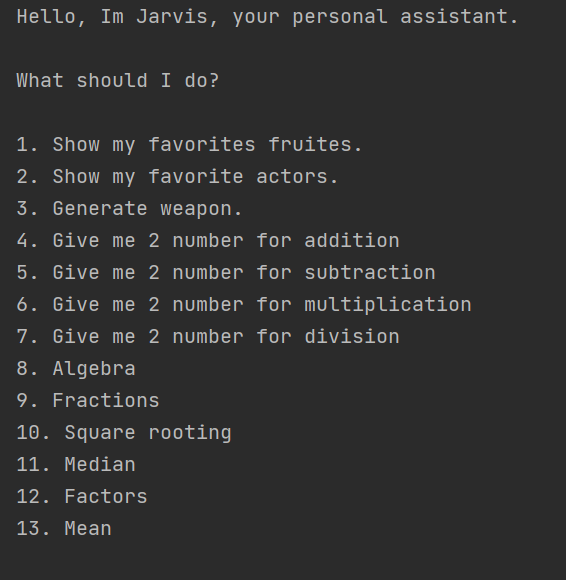 Hello, Im Jarvis, your personal assistant.
What should I do?
1. Show my favorites fruites.
2. Show my favorite actors.
3. Generate weapon.
4. Give me 2 number for addition
5. Give me 2 number for subtraction
6. Give me 2 number for multiplication
7. Give me 2 number for division
8. Algebra
9. Fractions
10. Square rooting
11. Median
12. Factors
13. Mean